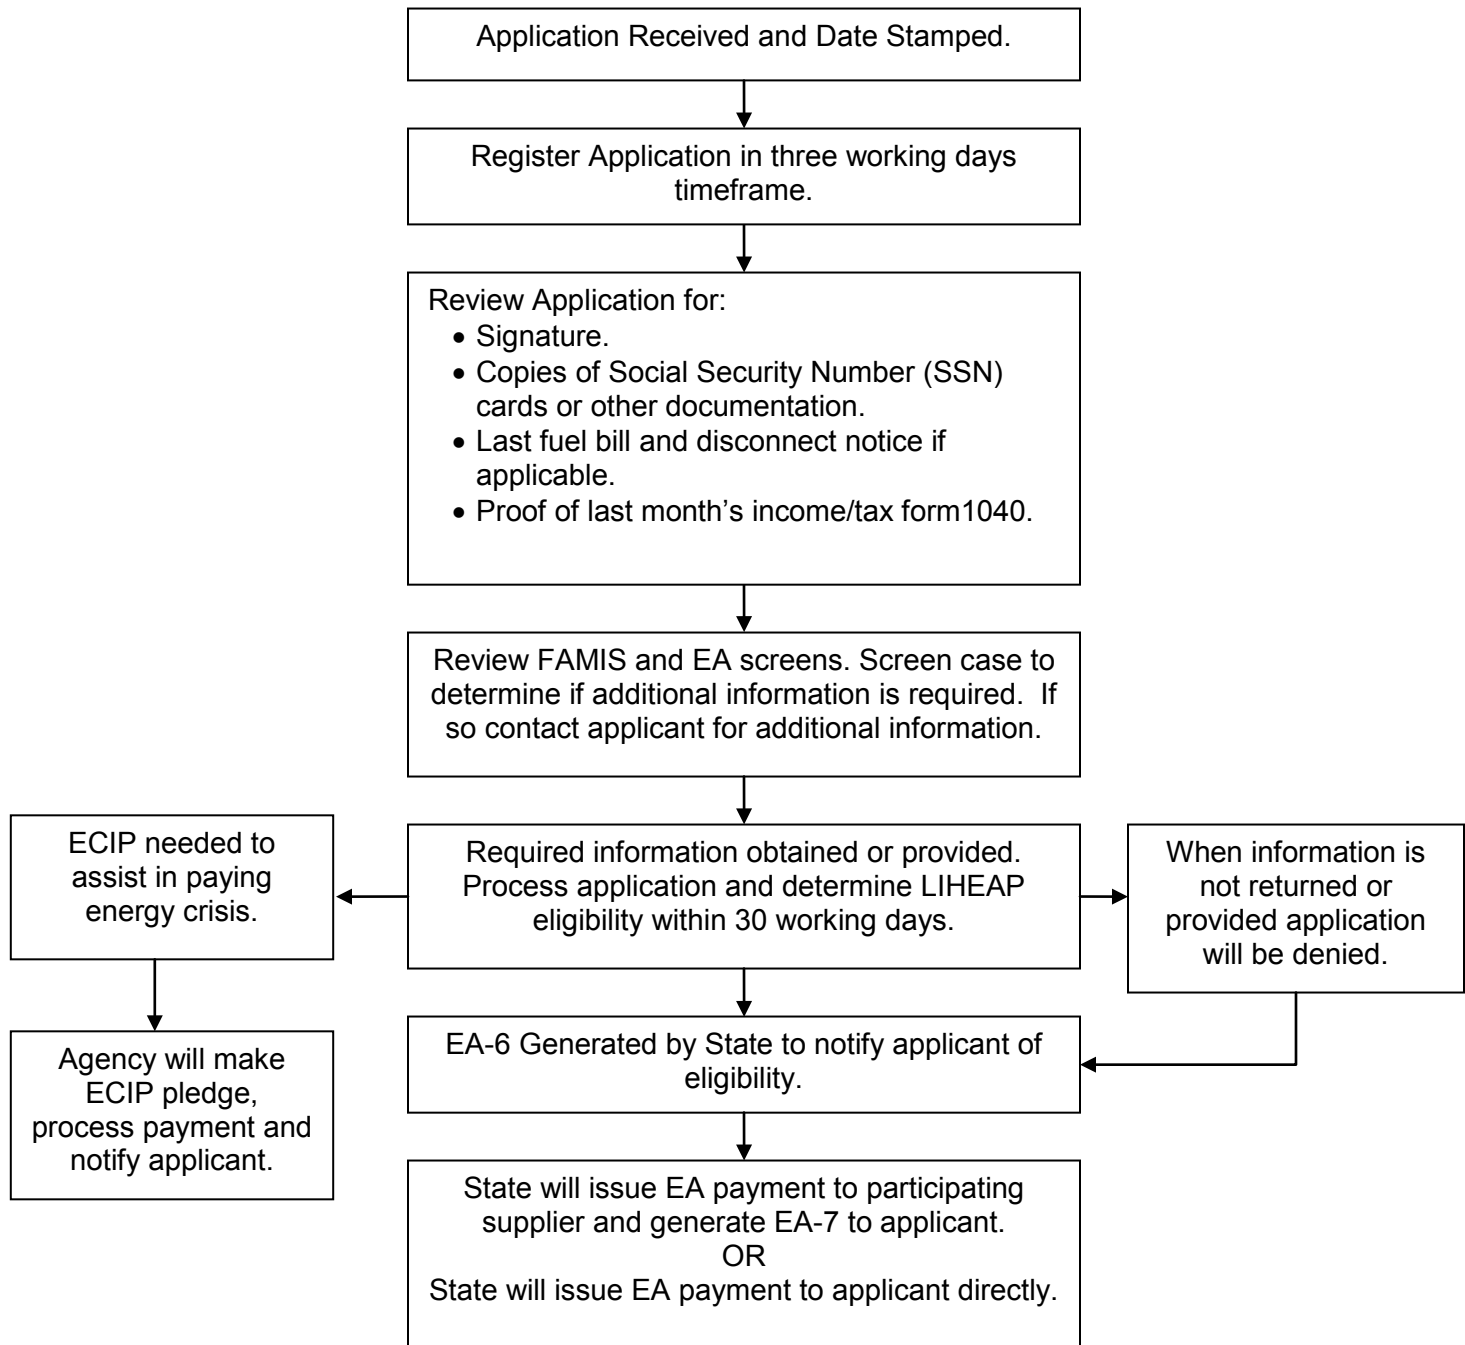 Application Received and Date Stamped.
Register Application in three working days
timeframe.
Review Application for:
• Signature.
• Copies of Social Security Number (SSN)
cards or other documentation.
• Last fuel bill and disconnect notice if
applicable.
• Proof of last month’s income/tax form1040.
Review FAMIS and EA screens. Screen case to
determine if additional information is required.  If
so contact applicant for additional information.
ECIP needed to
assist in paying
energy crisis.
Required information obtained or provided.
Process application and determine LIHEAP
eligibility within 30 working days.
When information is
not returned or
provided application
will be denied.
Agency will make
ECIP pledge,
process payment and
notify applicant.
EA-6 Generated by State to notify applicant of
eligibility.
State will issue EA payment to participating
supplier and generate EA-7 to applicant.
OR
State will issue EA payment to applicant directly.